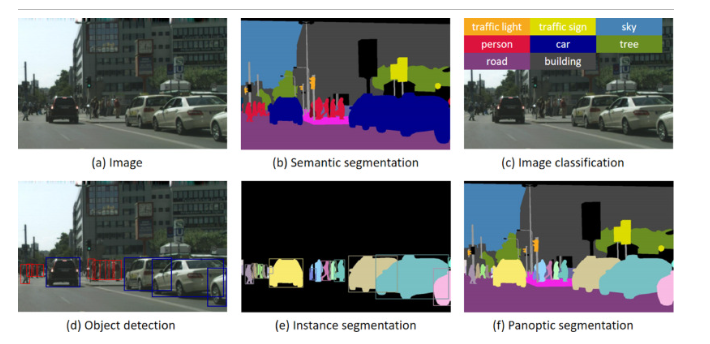 traffic light traffic sign sky
person car tree
road building
(a) Image (b) Semantic segmentation (c) Image classification
(d) Object detection (e) Instance segmentation (f) Panoptic segmentation